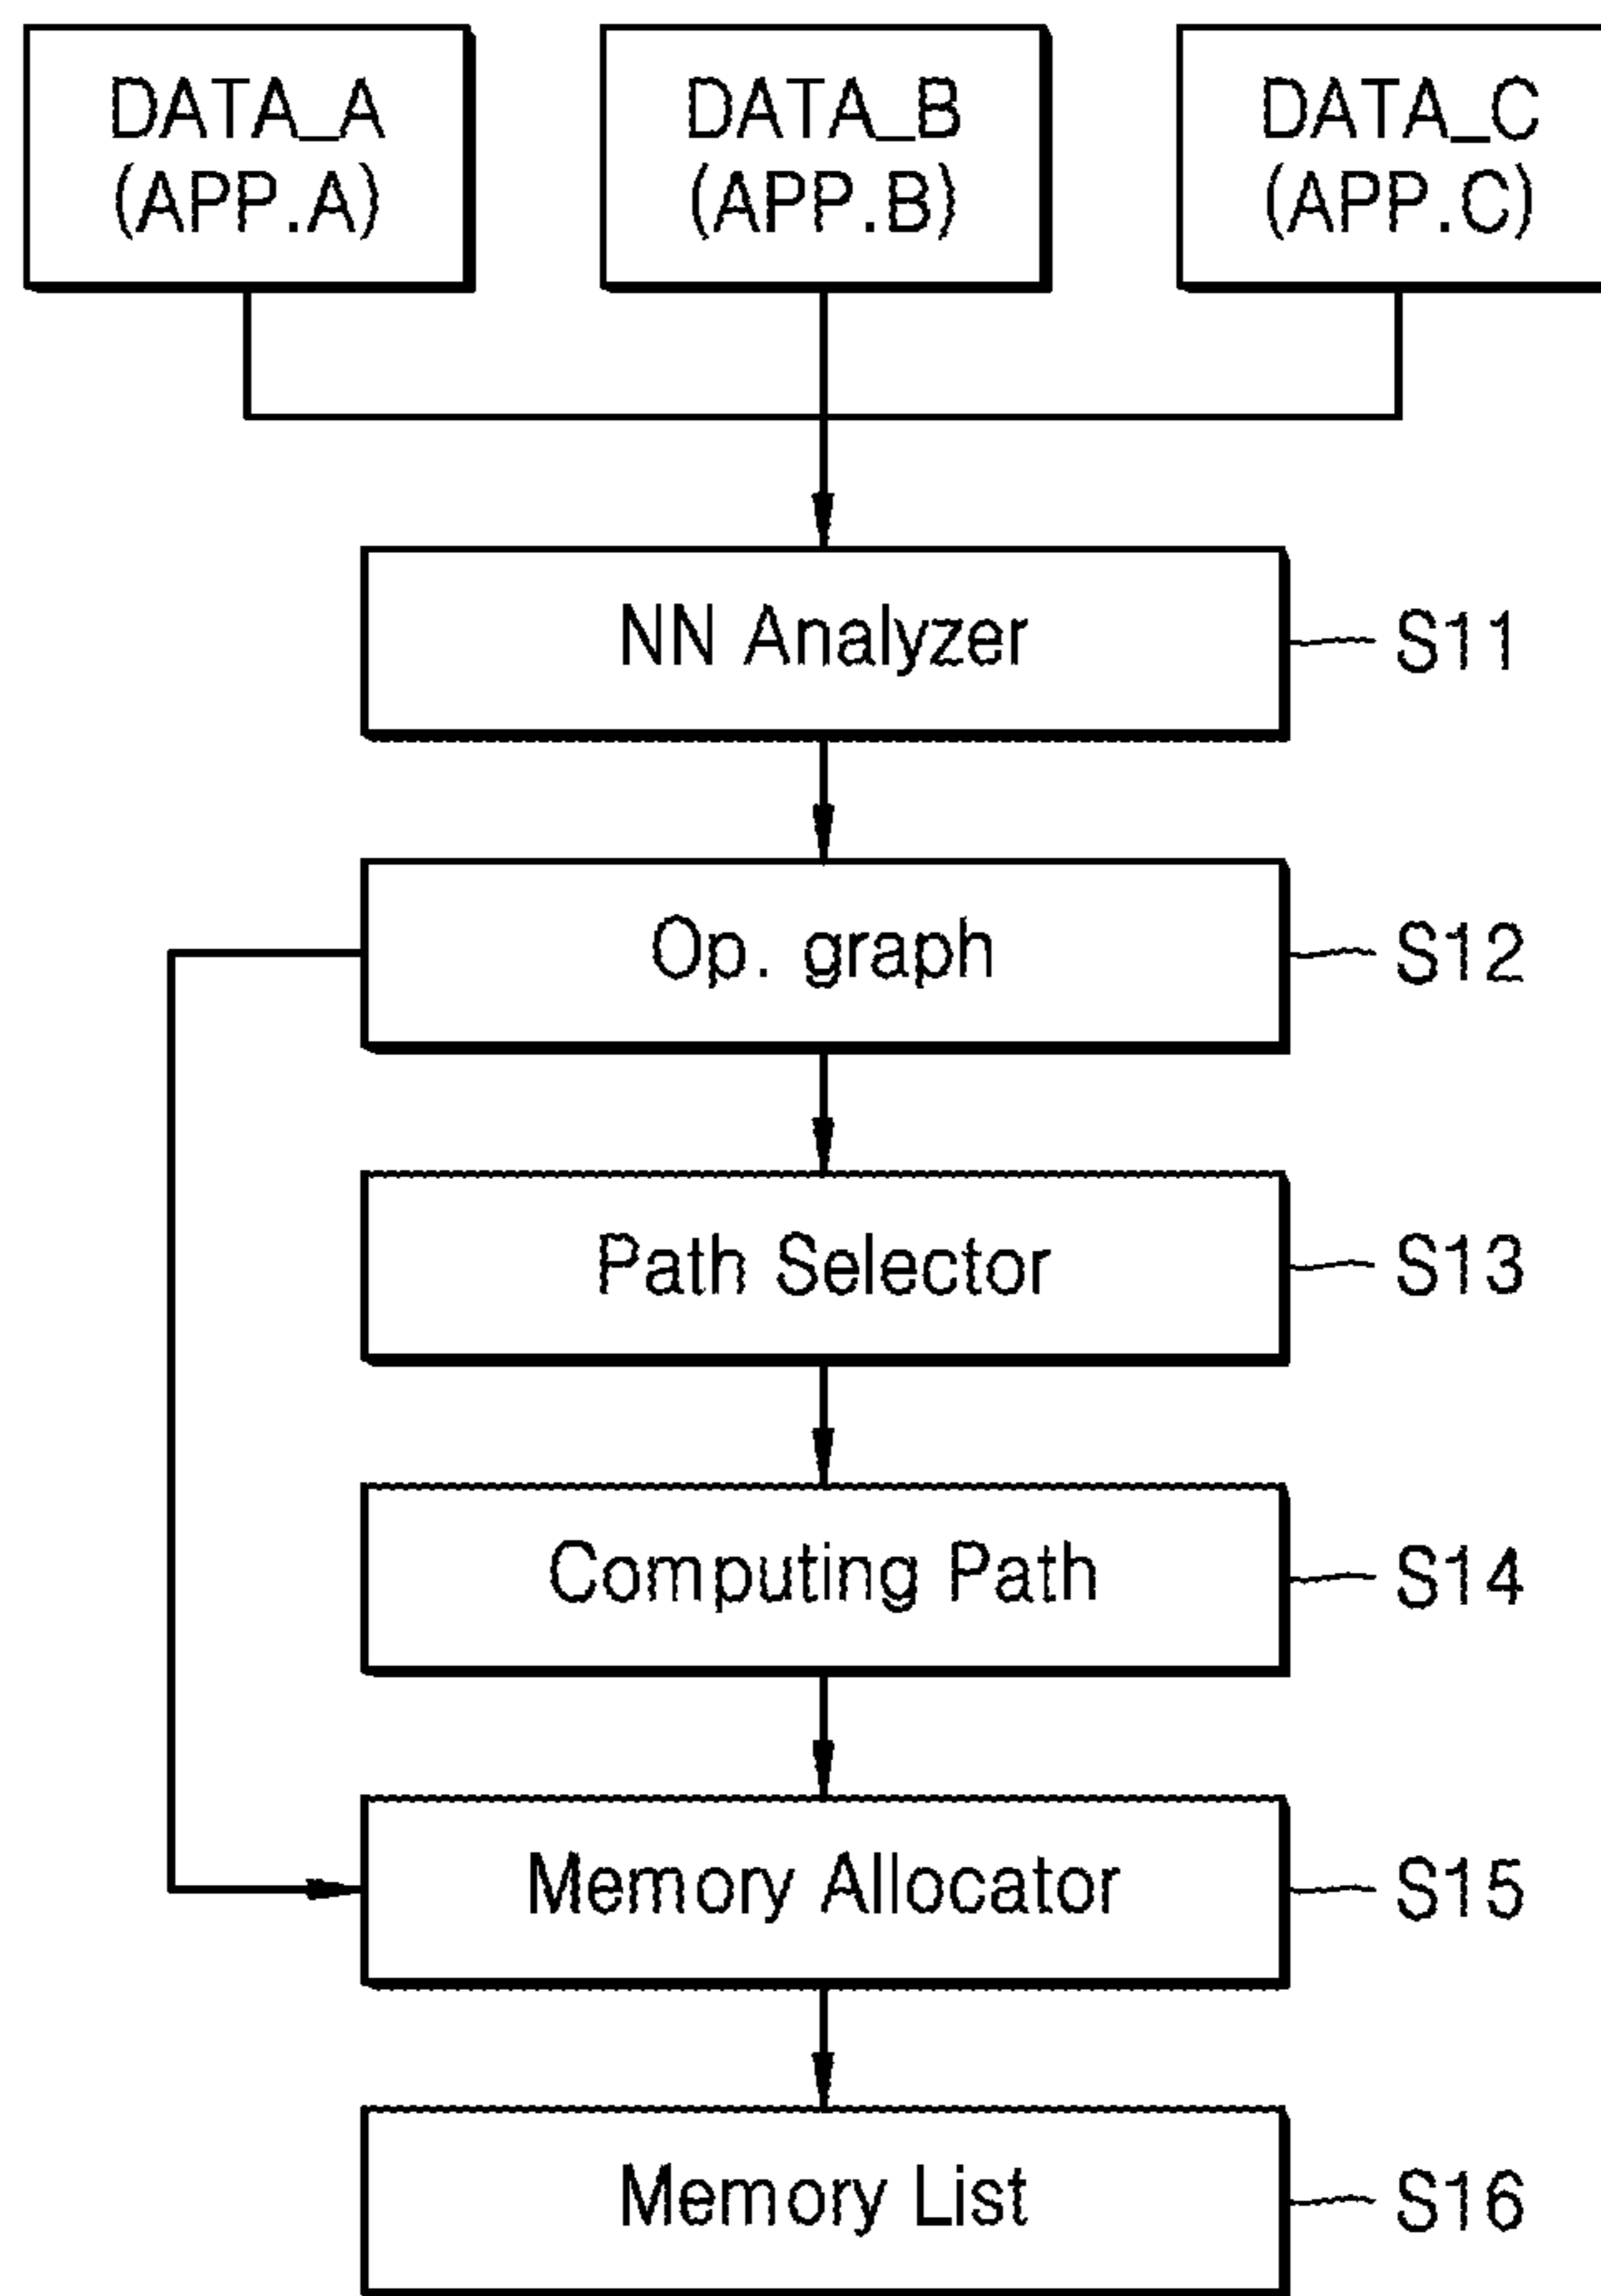 DATA_A
(APP.A)
DATA_B
(APP.B)
DATA_C
(APP.C)
NN Analyzer
S11
Op. graph
S12
Path Selector
S13
Computing Path
S14
Memory Allocator
S15
Memory List
S16